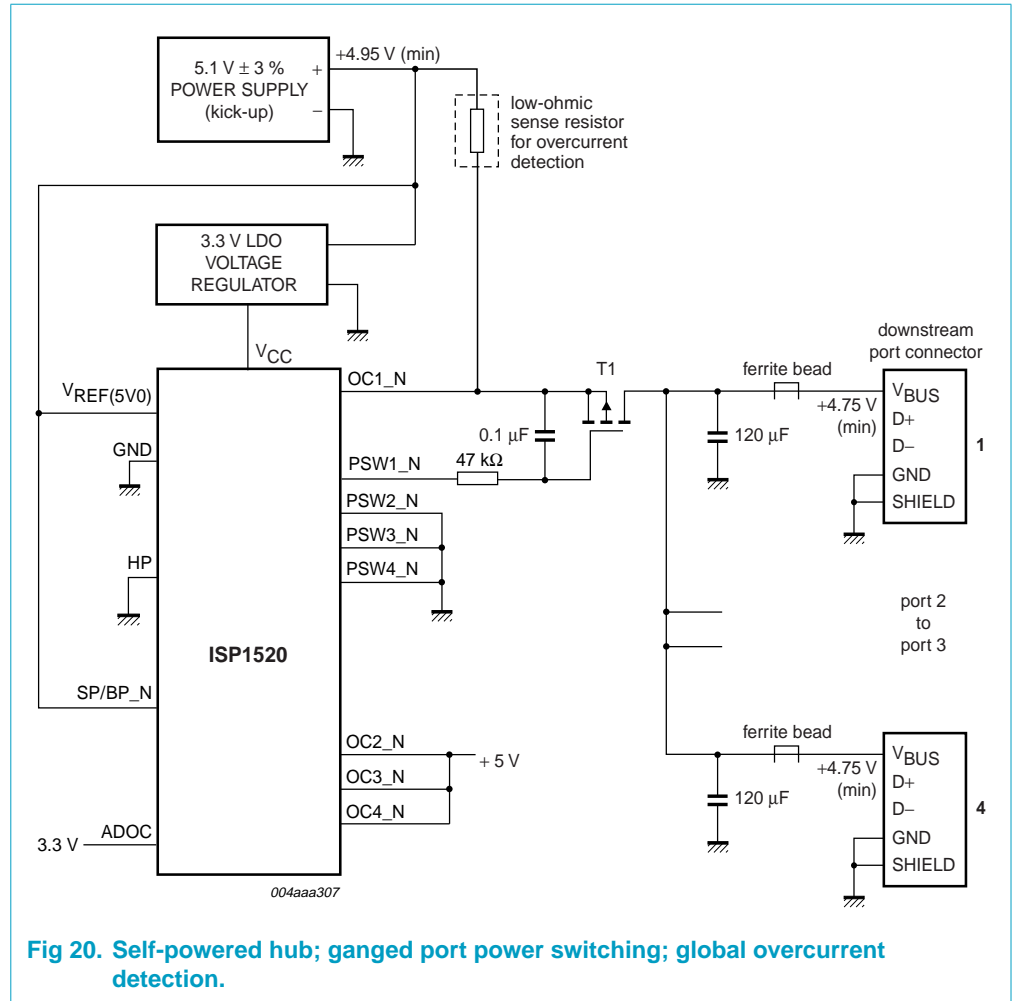 5.1 V ± 3 %
POWER SUPPLY
(kick-up)
+
−
+4.95 V (min)
low-ohmic
sense resistor
for overcurrent
detection
3.3 V LDO
VOLTAGE
REGULATOR
VCC
VREF(5V0)
GND
HP
SP/BP_N
3.3 V
ADOC
ISP1520
OC1_N
PSW1_N
PSW2_N
PSW3_N
PSW4_N
OC2_N
OC3_N
OC4_N
+ 5 V
0.1 μF
47 kΩ
T1
120 μF
ferrite bead
+4.75 V
(min)
downstream
port connector
VBUS
D+
D−
GND
SHIELD
1
port 2
to
port 3
120 μF
ferrite bead
+4.75 V
(min)
VBUS
D+
D−
GND
SHIELD
4
004aaa307
Fig 20. Self-powered hub; ganged port power switching; global overcurrent
detection.